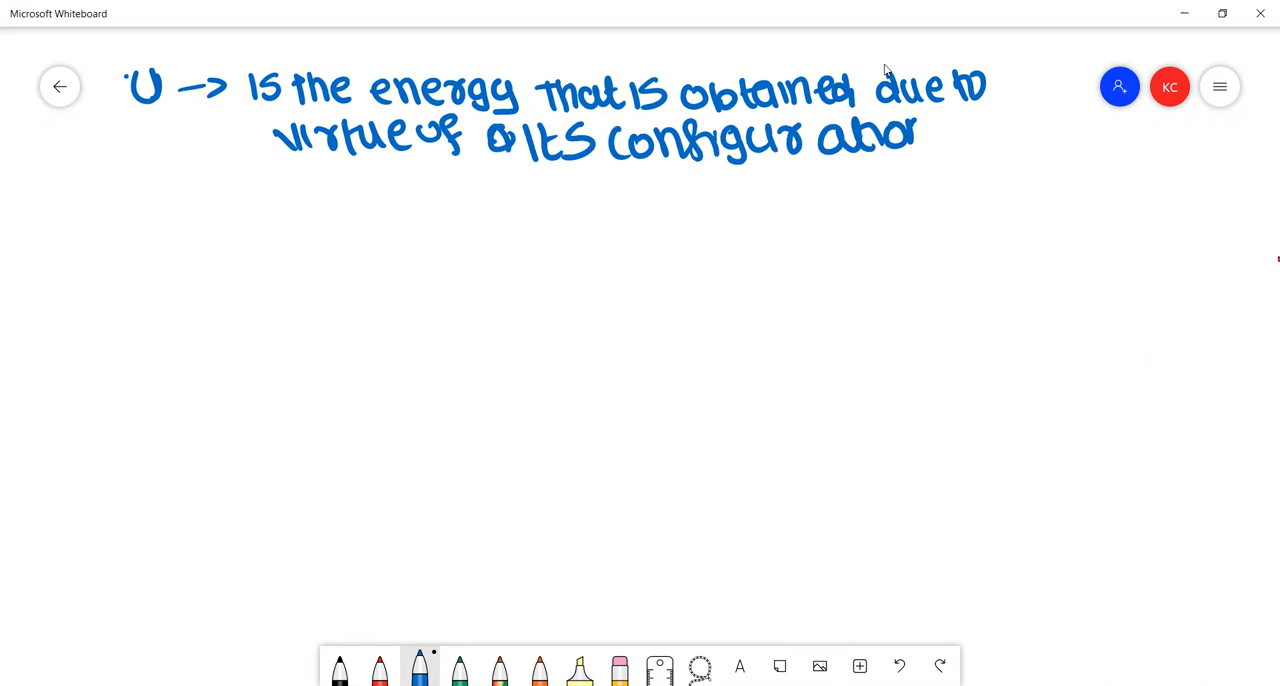 Microsoft Whiteboard
U -> is the energy that is obtained due to
KC
virtue of its configuration
A